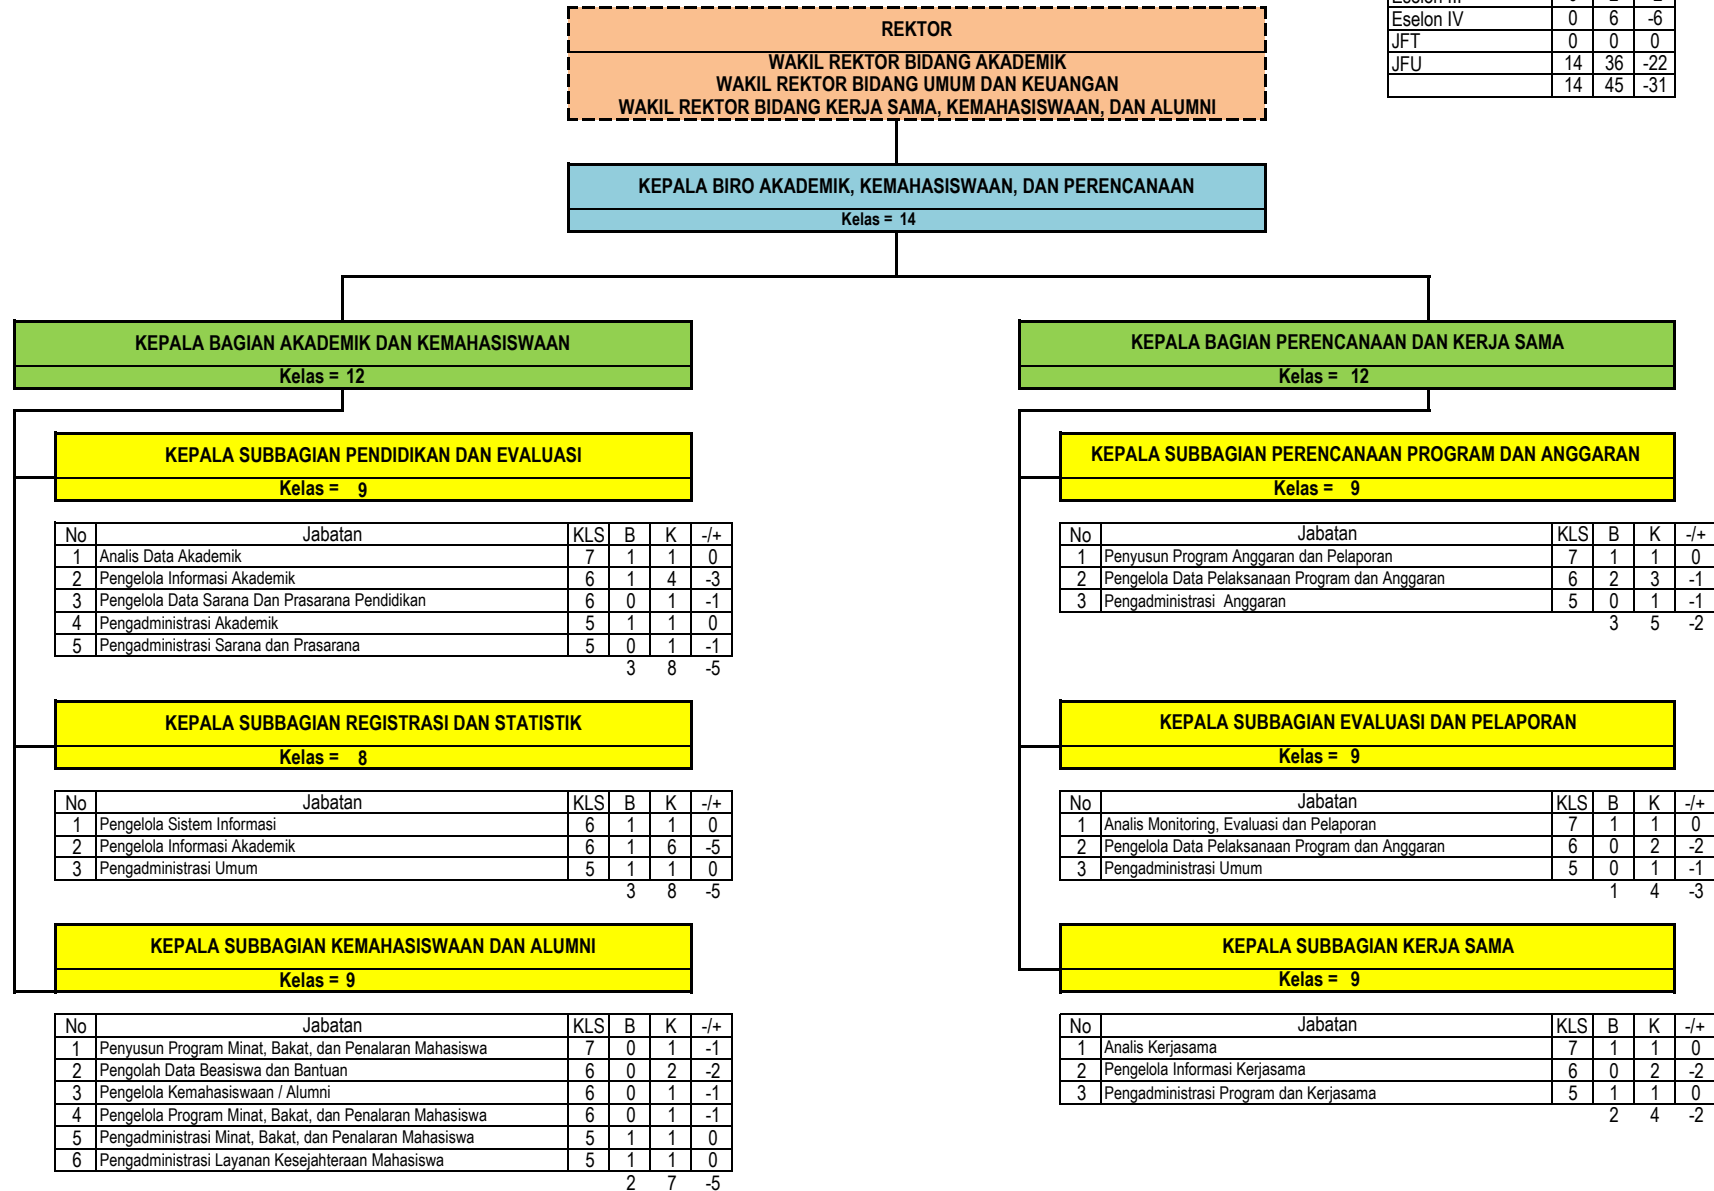 REKTOR
WAKIL REKTOR BIDANG AKADEMIK
WAKIL REKTOR BIDANG UMUM DAN KEUANGAN
WAKIL REKTOR BIDANG KERJA SAMA, KEMAHASISWAAN, DAN ALUMNI
Eselon IV 0 6 -6
JFT 0 0 0
JFU 14 36 -22
14 45 -31
KEPALA BIRO AKADEMIK, KEMAHASISWAAN, DAN PERENCANAAN
Kelas = 14
KEPALA BAGIAN AKADEMIK DAN KEMAHASISWAAN
Kelas = 12
KEPALA SUBBAGIAN PENDIDIKAN DAN EVALUASI
Kelas = 9
No Jabatan KLS B K -/+
1 Analis Data Akademik 7 1 1 0
2 Pengelola Informasi Akademik 6 1 4 -3
3 Pengelola Data Sarana Dan Prasarana Pendidikan 6 0 1 -1
4 Pengadministrasi Akademik 5 1 1 0
5 Pengadministrasi Sarana dan Prasarana 5 0 1 -1
3 8 -5
KEPALA SUBBAGIAN REGISTRASI DAN STATISTIK
Kelas = 8
No Jabatan KLS B K -/+
1 Pengelola Sistem Informasi 6 1 1 0
2 Pengelola Informasi Akademik 6 1 6 -5
3 Pengadministrasi Umum 5 1 1 0
3 8 -5
KEPALA SUBBAGIAN KEMAHASISWAAN DAN ALUMNI
Kelas = 9
No Jabatan KLS B K -/+
1 Penyusun Program Minat, Bakat, dan Penalaran Mahasiswa 7 0 1 -1
2 Pengolah Data Beasiswa dan Bantuan 6 0 2 -2
3 Pengelola Kemahasiswaan / Alumni 6 0 1 -1
4 Pengelola Program Minat, Bakat, dan Penalaran Mahasiswa 6 0 1 -1
5 Pengadministrasi Minat, Bakat, dan Penalaran Mahasiswa 5 1 1 0
6 Pengadministrasi Layanan Kesejahteraan Mahasiswa 5 1 1 0
2 7 -5
KEPALA BAGIAN PERENCANAAN DAN KERJA SAMA
Kelas = 12
KEPALA SUBBAGIAN PERENCANAAN PROGRAM DAN ANGGARAN
Kelas = 9
No Jabatan KLS B K -/+
1 Penyusun Program Anggaran dan Pelaporan 7 1 1 0
2 Pengelola Data Pelaksanaan Program dan Anggaran 6 2 3 -1
3 Pengadministrasi Anggaran 5 0 1 -1
3 5 -2
KEPALA SUBBAGIAN EVALUASI DAN PELAPORAN
Kelas = 9
No Jabatan KLS B K -/+
1 Analis Monitoring, Evaluasi dan Pelaporan 7 1 1 0
2 Pengelola Data Pelaksanaan Program dan Anggaran 6 0 2 -2
3 Pengadministrasi Umum 5 0 1 -1
1 4 -3
KEPALA SUBBAGIAN KERJA SAMA
Kelas = 9
No Jabatan KLS B K -/+
1 Analis Kerjasama 7 1 1 0
2 Pengelola Informasi Kerjasama 6 0 2 -2
3 Pengadministrasi Program dan Kerjasama 5 1 1 0
2 4 -2